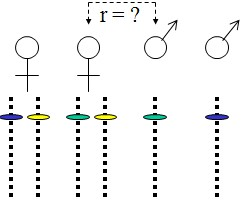 r = ?